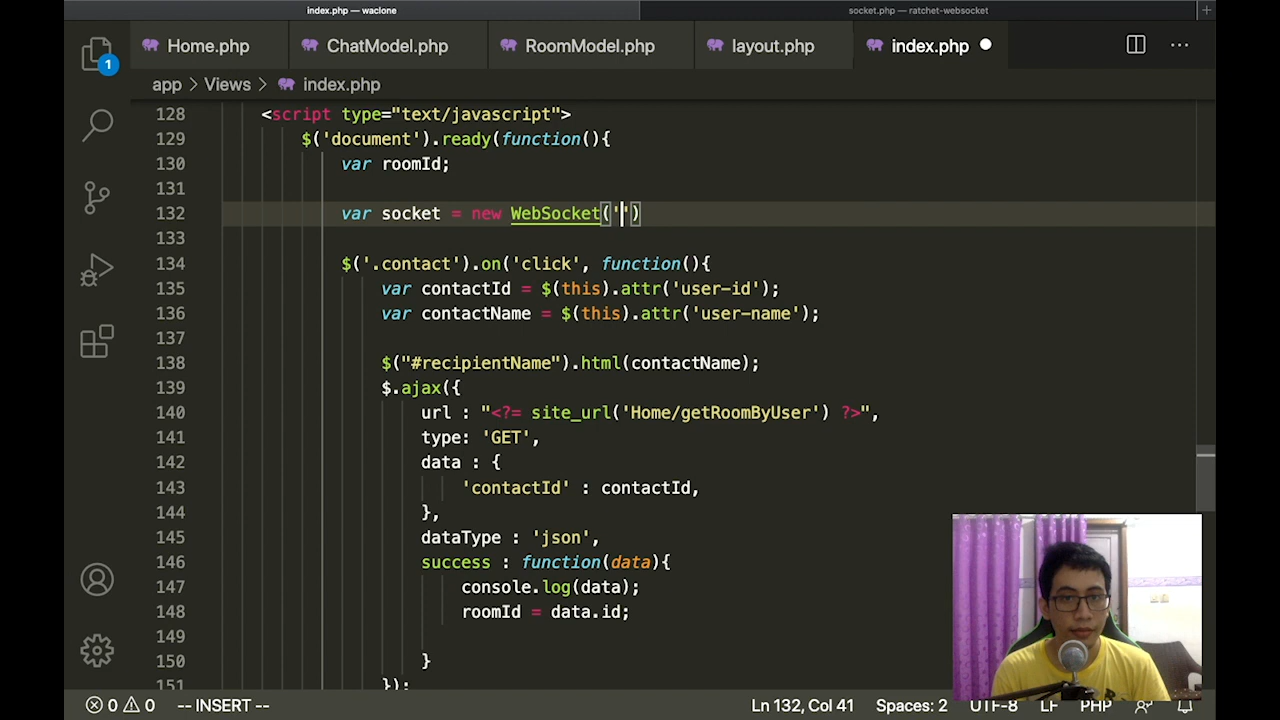 index.php — waclone
socket.php — ratchet-websocket
+
Home.php
ChatModel.php
RoomModel.php
layout.php
index.php
1
app > Views > index.php
128 <script type="text/javascript">
129 $('document').ready(function(){
130 var roomId;
131
132 var socket = new WebSocket('')
133
134 $('.contact').on('click', function(){
135 var contactId = $(this).attr('user-id');
136 var contactName = $(this).attr('user-name');
137
138 $("#recipientName").html(contactName);
139 $.ajax({
140 url : "<?= site_url('Home/getRoomByUser') ?>",
141 type: 'GET',
142 data : {
143 'contactId' : contactId,
144 },
145 dataType : 'json',
146 success : function(data){
147 console.log(data);
148 roomId = data.id;
149
150 }
151 });
0 0 -- INSERT -- Ln 132, Col 41 Spaces: 2 UTF-8 LF PHP